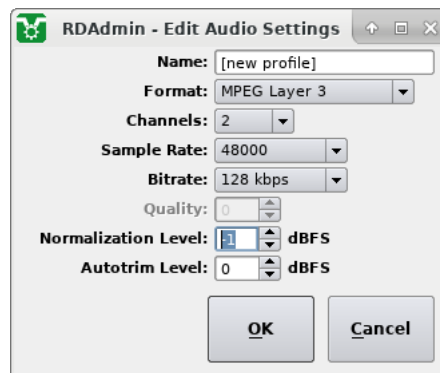 RDAdmin - Edit Audio Settings
Name: [new profile]
Format: MPEG Layer 3
Channels: 2
Sample Rate: 48000
Bitrate: 128 kbps
Quality: 0
Normalization Level: -1 dBFS
Autotrim Level: 0 dBFS
OK Cancel